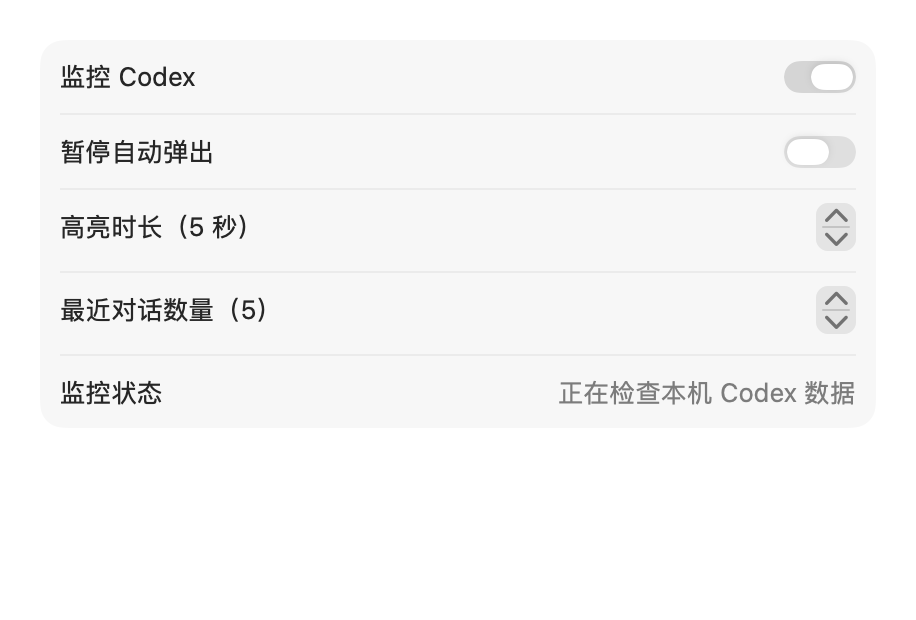 监控 Codex
暂停自动弹出
高亮时长（5 秒）
最近对话数量（5）
监控状态 正在检查本机 Codex 数据